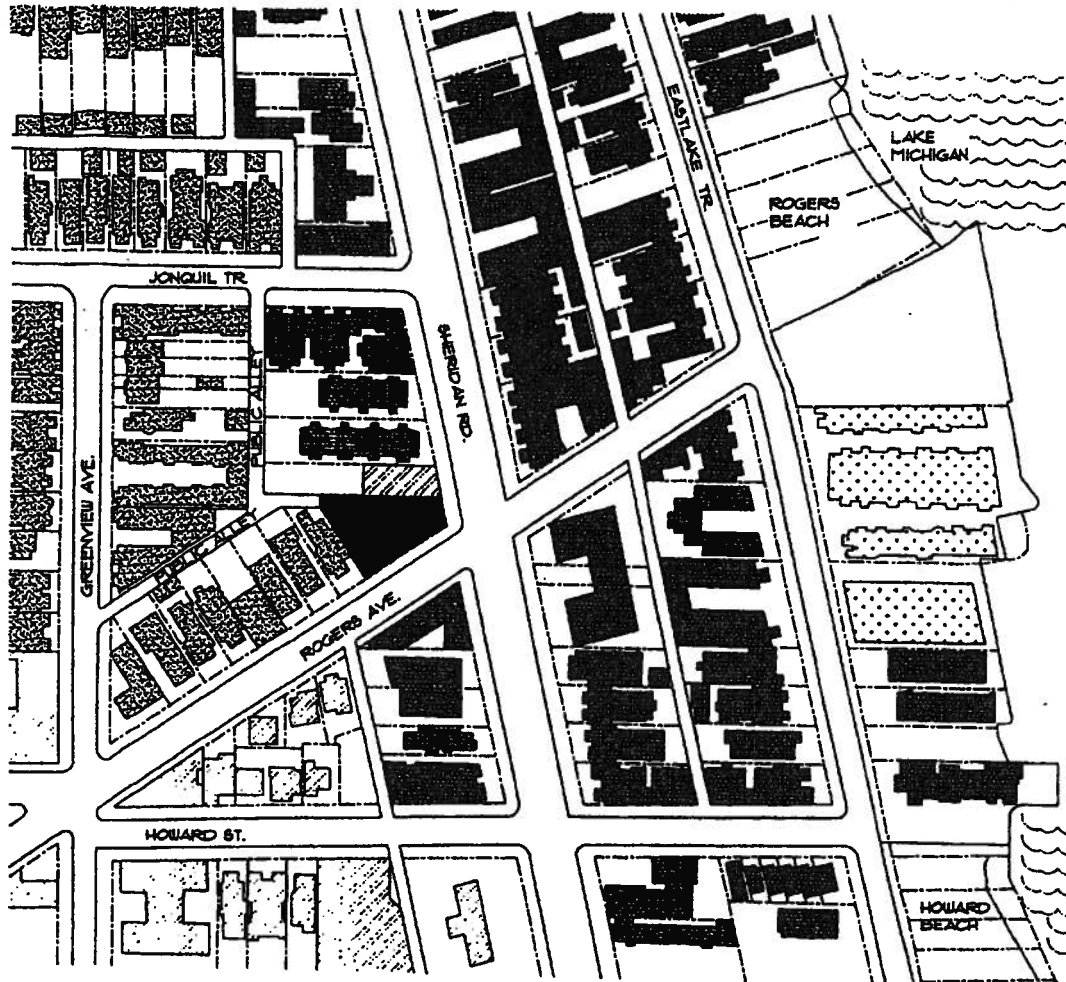 EASTLAKE TR.
LAKE
MICHIGAN
ROGERS
BEACH
JONQUIL TR.
SHERIDAN RD.
PUBLIC ALLEY
GREENVIEW AVE.
PUBLIC ALLEY
ROGERS AVE.
HOWARD ST.
HOWARD
BEACH